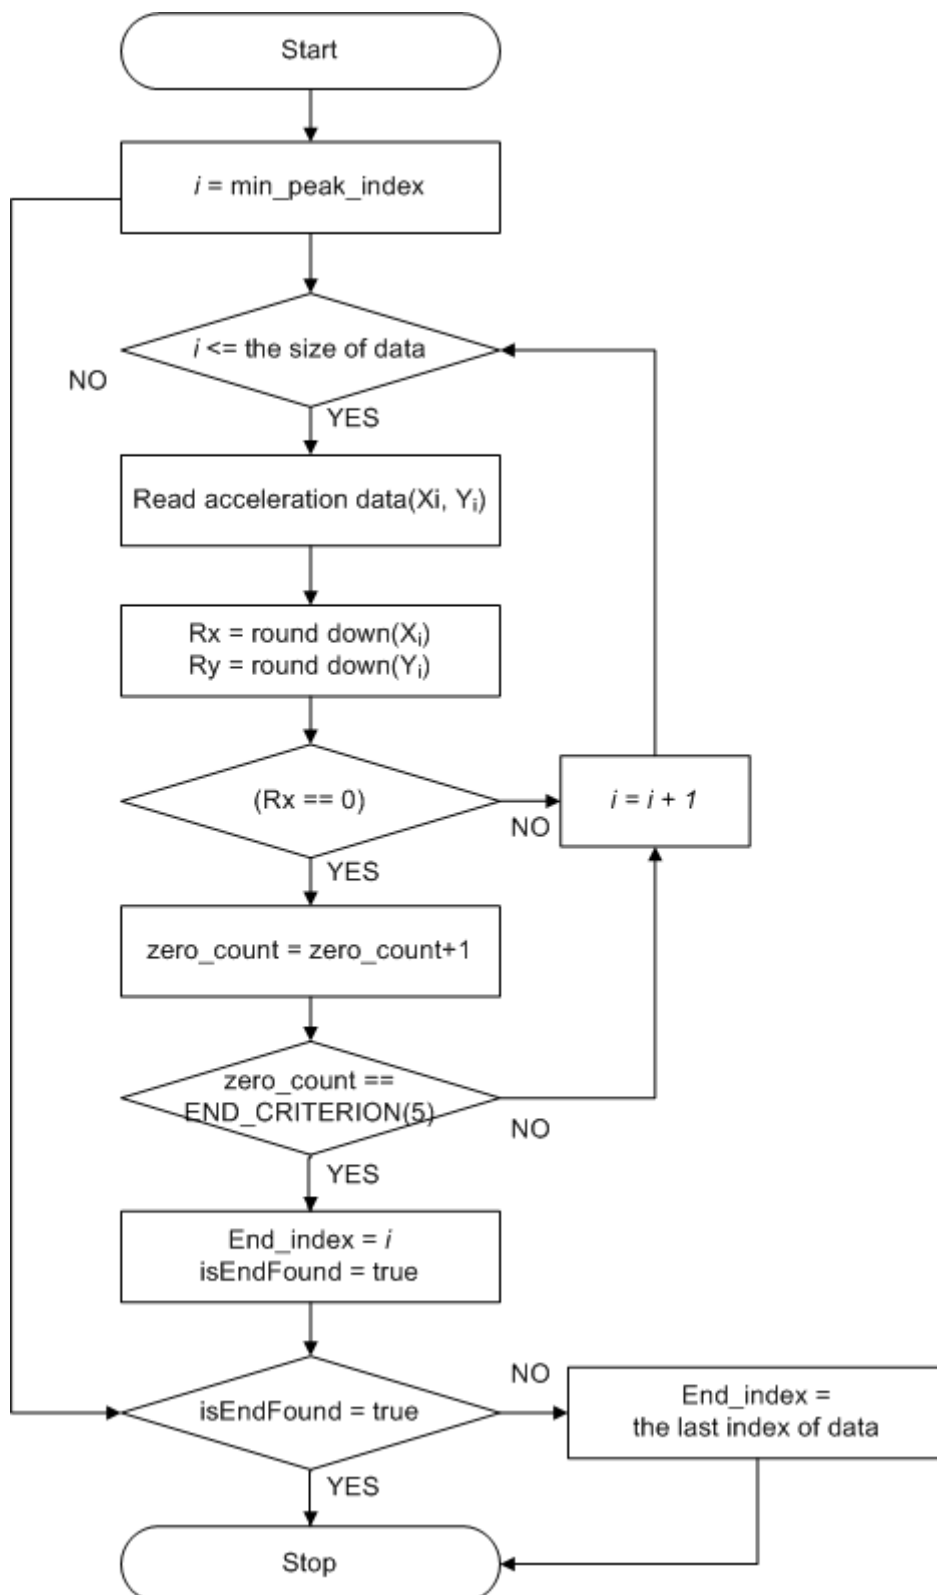 Start
i = min_peak_index
i <= the size of data
NO
YES
Read acceleration data(Xi, Yi)
Rx = round down(Xi)
Ry = round down(Yi)
(Rx == 0)
NO
i = i + 1
YES
zero_count = zero_count+1
zero_count ==
END_CRITERION(5)
NO
YES
End_index = i
isEndFound = true
isEndFound = true
NO
End_index =
the last index of data
YES
Stop